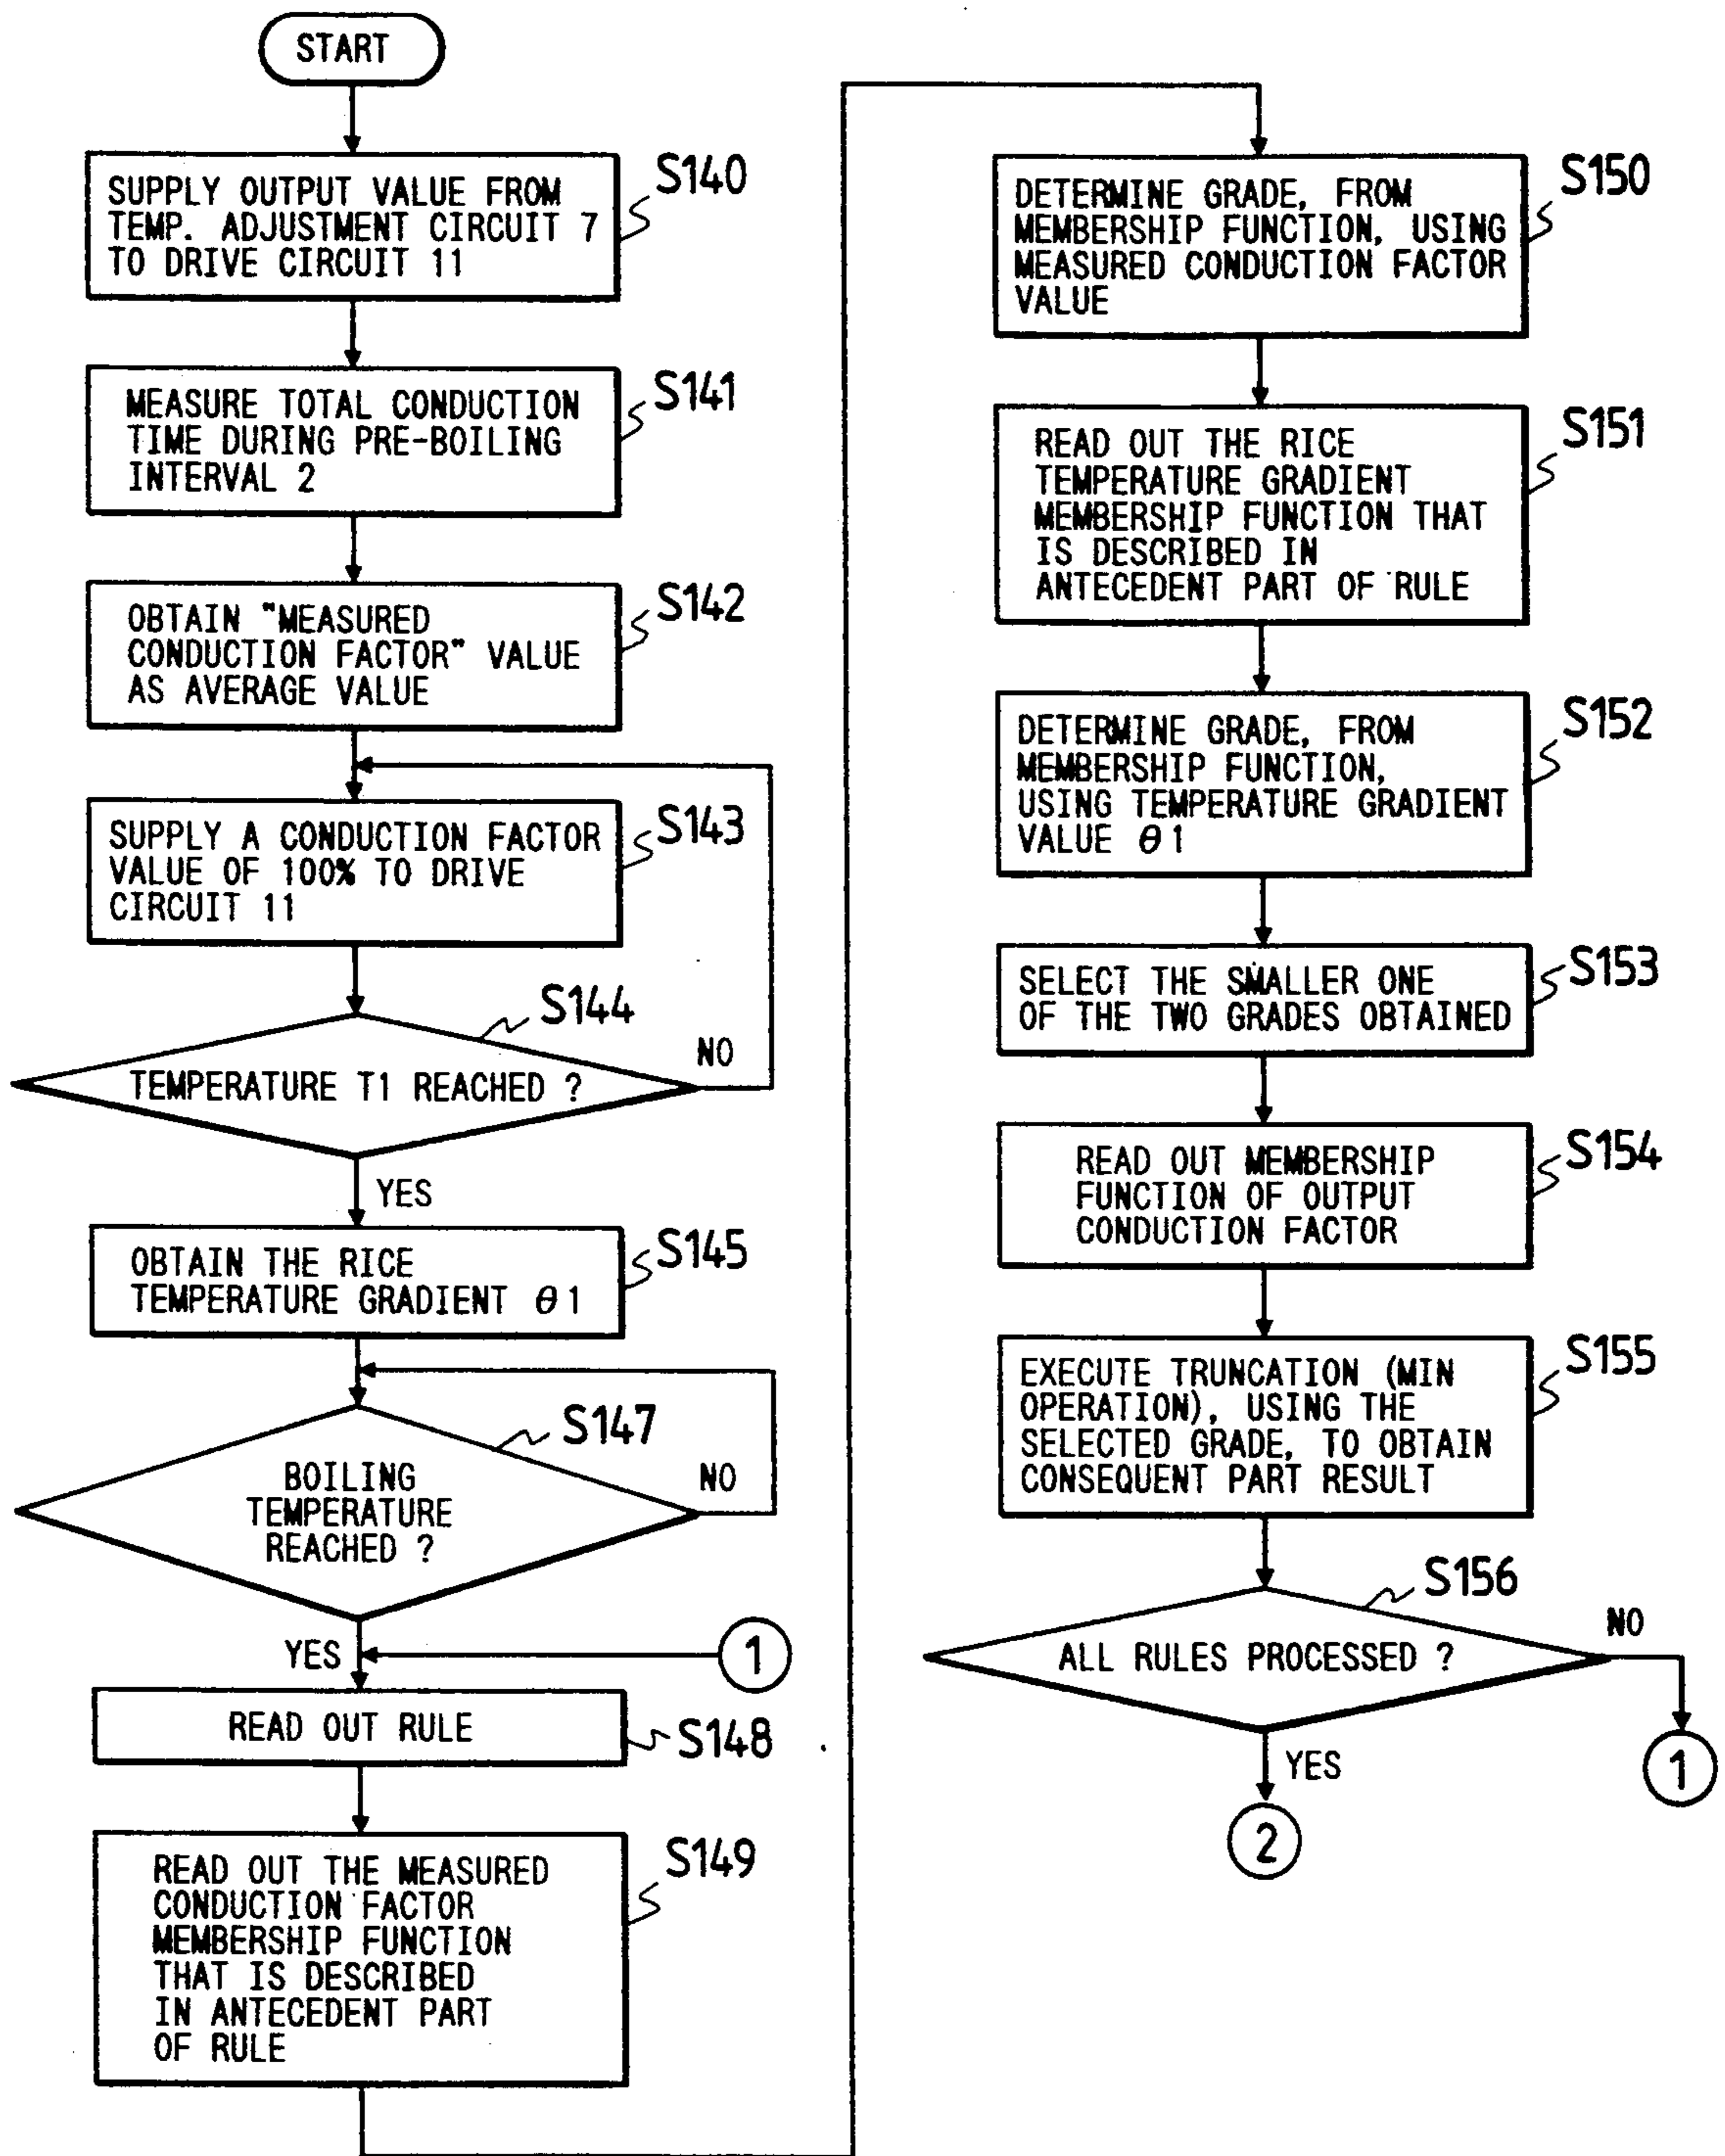 START
SUPPLY OUTPUT VALUE FROM
TEMP. ADJUSTMENT CIRCUIT 7
TO DRIVE CIRCUIT 11
S140
MEASURE TOTAL CONDUCTION
TIME DURING PRE-BOILING
INTERVAL 2
S141
OBTAIN "MEASURED
CONDUCTION FACTOR" VALUE
AS AVERAGE VALUE
S142
SUPPLY A CONDUCTION FACTOR
VALUE OF 100% TO DRIVE
CIRCUIT 11
S143
S144
TEMPERATURE T1 REACHED ?
NO
YES
OBTAIN THE RICE
TEMPERATURE GRADIENT θ1
S145
S147
BOILING
TEMPERATURE
REACHED ?
NO
YES
1
READ OUT RULE
S148
READ OUT THE MEASURED
CONDUCTION FACTOR
MEMBERSHIP FUNCTION
THAT IS DESCRIBED
IN ANTECEDENT PART
OF RULE
S149
DETERMINE GRADE, FROM
MEMBERSHIP FUNCTION, USING
MEASURED CONDUCTION FACTOR
VALUE
S150
READ OUT THE RICE
TEMPERATURE GRADIENT
MEMBERSHIP FUNCTION THAT
IS DESCRIBED IN
ANTECEDENT PART OF RULE
S151
DETERMINE GRADE, FROM
MEMBERSHIP FUNCTION,
USING TEMPERATURE GRADIENT
VALUE θ1
S152
SELECT THE SMALLER ONE
OF THE TWO GRADES OBTAINED
S153
READ OUT MEMBERSHIP
FUNCTION OF OUTPUT
CONDUCTION FACTOR
S154
EXECUTE TRUNCATION (MIN
OPERATION), USING THE
SELECTED GRADE, TO OBTAIN
CONSEQUENT PART RESULT
S155
S156
ALL RULES PROCESSED ?
NO
1
YES
2